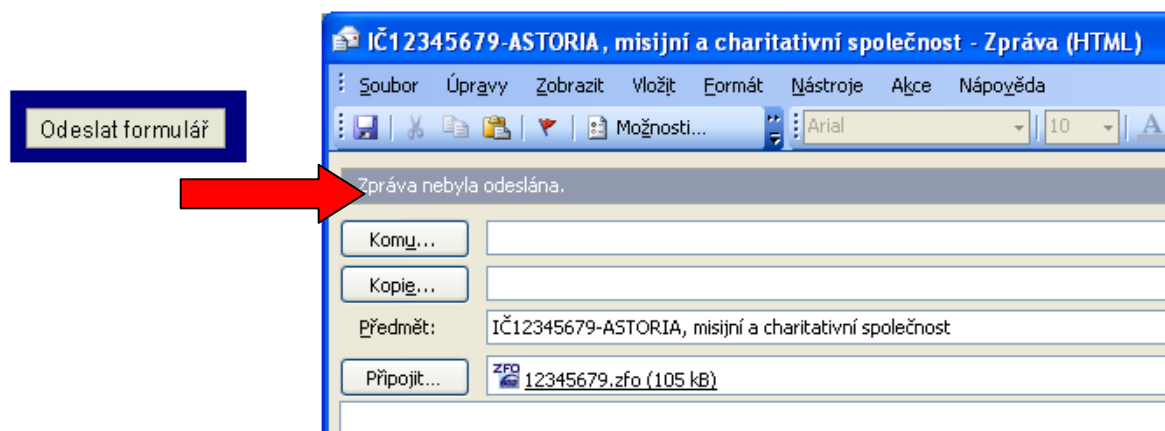 IČ12345679-ASTORIA, misijní a charitativní společnost - Zpráva (HTML)
Soubor Úpravy Zobrazit Vložit Formát Nástroje Akce Nápověda
Odeslat formulář
Možnosti... Arial 10 A
Zpráva nebyla odeslána.
Komu...
Kopie...
Předmět: IČ12345679-ASTORIA, misijní a charitativní společnost
Připojit... ZFO 12345679.zfo (105 kB)